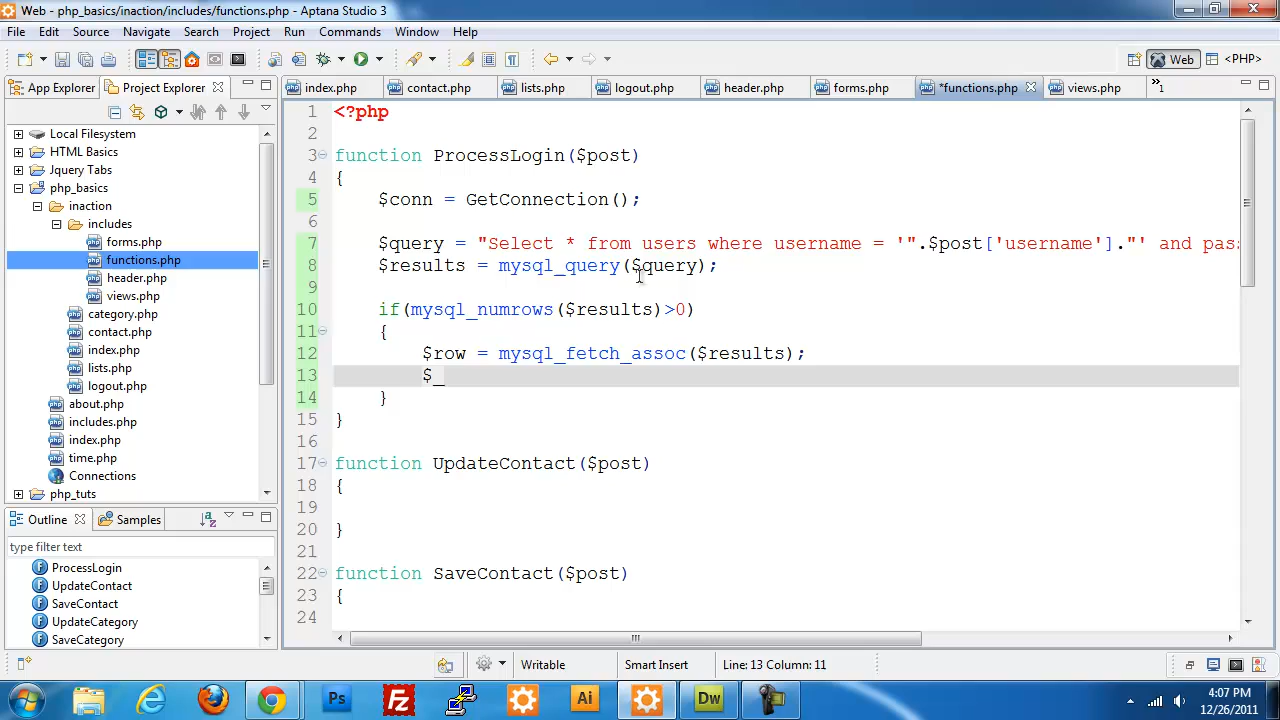 Web - php_basics/inaction/includes/functions.php - Aptana Studio 3
File Edit Source Navigate Search Project Run Commands Window Help
Web <PHP>
App Explorer Project Explorer index.php contact.php lists.php logout.php header.php forms.php *functions.php views.php »1
Local Filesystem
HTML Basics
Jquery Tabs
php_basics
inaction
includes
forms.php
functions.php
header.php
views.php
category.php
contact.php
index.php
lists.php
logout.php
about.php
includes.php
index.php
time.php
Connections
php_tuts
Outline Samples
type filter text
ProcessLogin
UpdateContact
SaveContact
UpdateCategory
SaveCategory
1 <?php
2
3 function ProcessLogin($post)
4 {
5 $conn = GetConnection();
6
7 $query = "Select * from users where username = '".$post['username']."' and pas
8 $results = mysql_query($query);
9
10 if(mysql_numrows($results)>0)
11 {
12 $row = mysql_fetch_assoc($results);
13 $_
14 }
15 }
16
17 function UpdateContact($post)
18 {
19
20 }
21
22 function SaveContact($post)
23 {
24
Writable Smart Insert Line: 13 Column: 11
Ps Fz Ai Dw
4:07 PM
12/26/2011